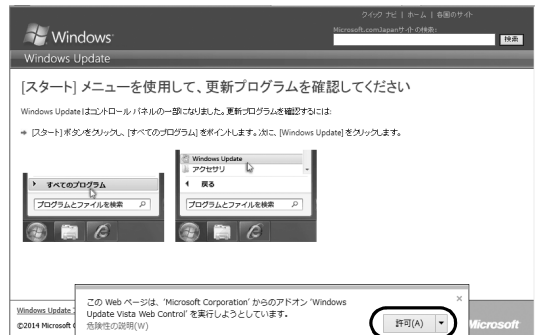 クイック ナビ | ホーム | 各国のサイト
Windows
Microsoft.comJapanサイトの検索:
検索
Windows Update
[スタート] メニューを使用して、更新プログラムを確認してください
Windows Updateはコントロール パネルの一部になりました。更新プログラムを確認するには:
[スタート] ボタンをクリックし、[すべてのプログラム] をポイントします。次に、[Windows Update] をクリックします。
すべてのプログラム
プログラムとファイルを検索
Windows Update
アクセサリ
戻る
プログラムとファイルを検索
この Web ページは、'Microsoft Corporation' からのアドオン 'Windows
Update Vista Web Control' を実行しようとしています。
危険性の説明(W)
許可(A)
Windows Update
©2014 Microsoft
Microsoft